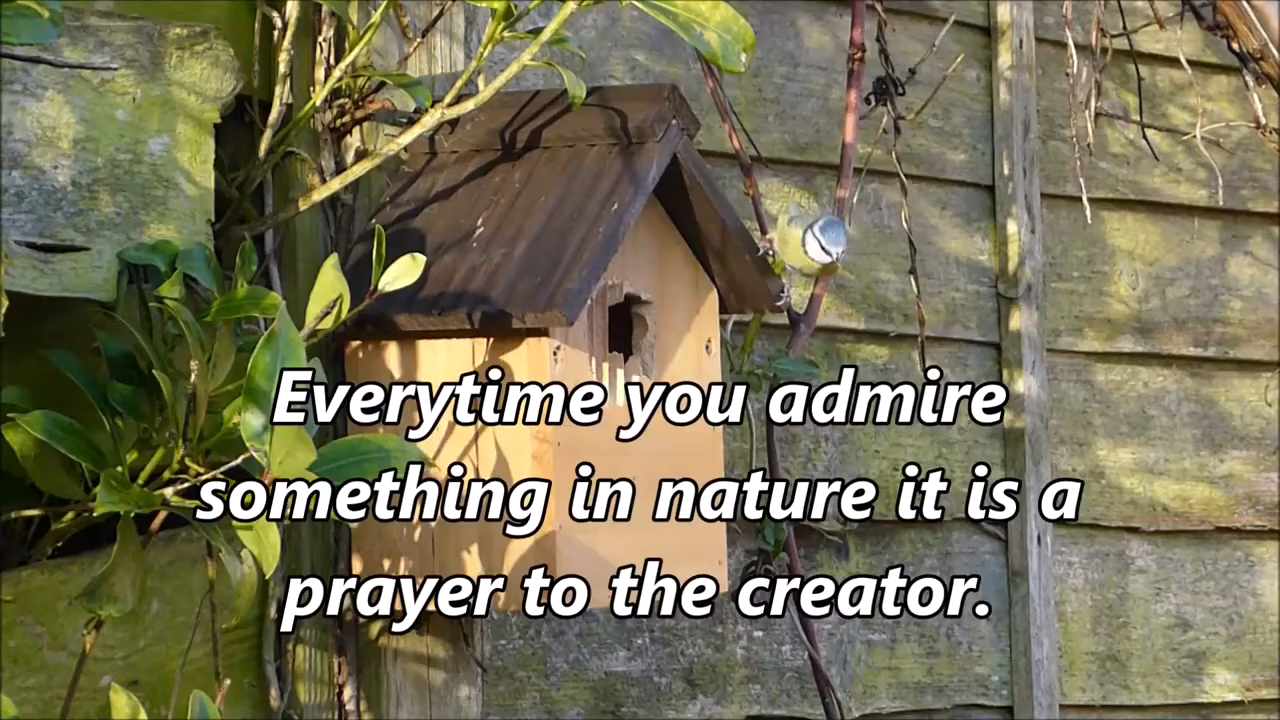 Everytime you admire
something in nature it is a
prayer to the creator.